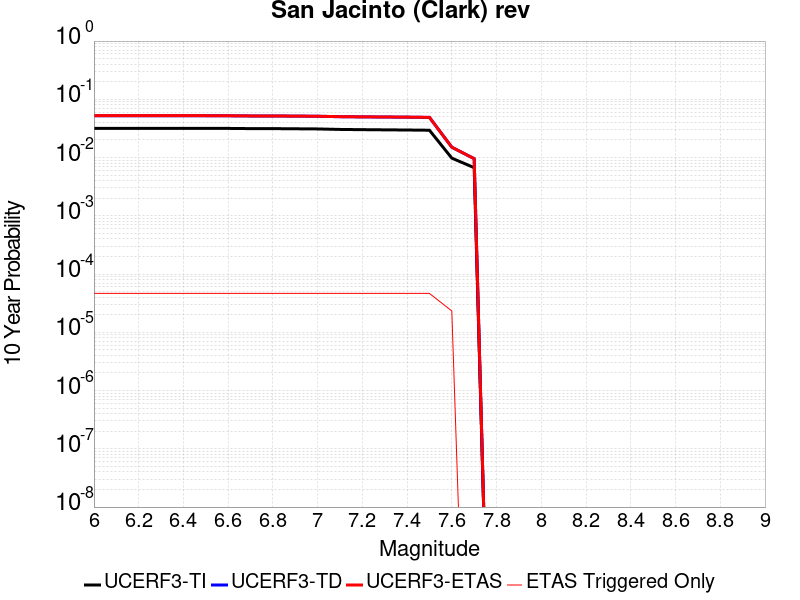 San Jacinto (Clark) rev
10 0
10 -1
10 -2
10 -3
10 -4
10 -5
10 -6
10 -7
10 -8
10 Year Probability
6 6.2 6.4 6.6 6.8 7 7.2 7.4 7.6 7.8 8 8.2 8.4 8.6 8.8 9
Magnitude
UCERF3-TI UCERF3-TD UCERF3-ETAS ETAS Triggered Only